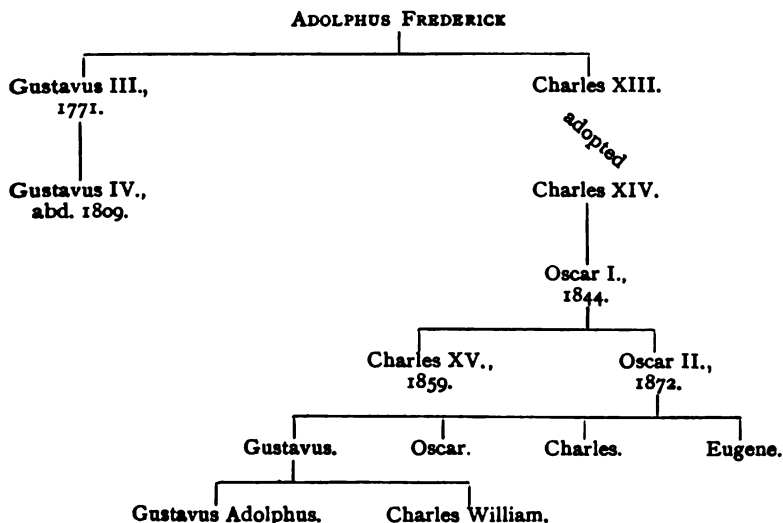 ADOLPHUS FREDERICK
Gustavus III.,
1771.
Charles XIII.
adopted
Gustavus IV.,
abd. 1809.
Charles XIV.
Oscar I.,
1844.
Charles XV.,
1859.
Oscar II.,
1872.
Gustavus.
Oscar.
Charles.
Eugene.
Gustavus Adolphus.
Charles William.